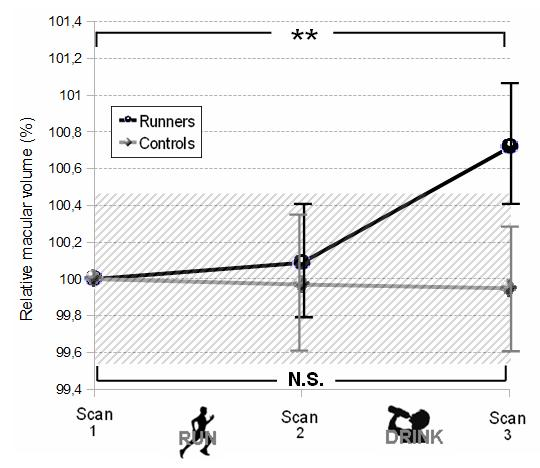 101,4
101,2
101
100,8
100,6
100,4
100,2
100
99,8
99,6
99,4
Relative macular volume (%)
**
Runners
Controls
N.S.
Scan
1
RUN
Scan
2
DRINK
Scan
3